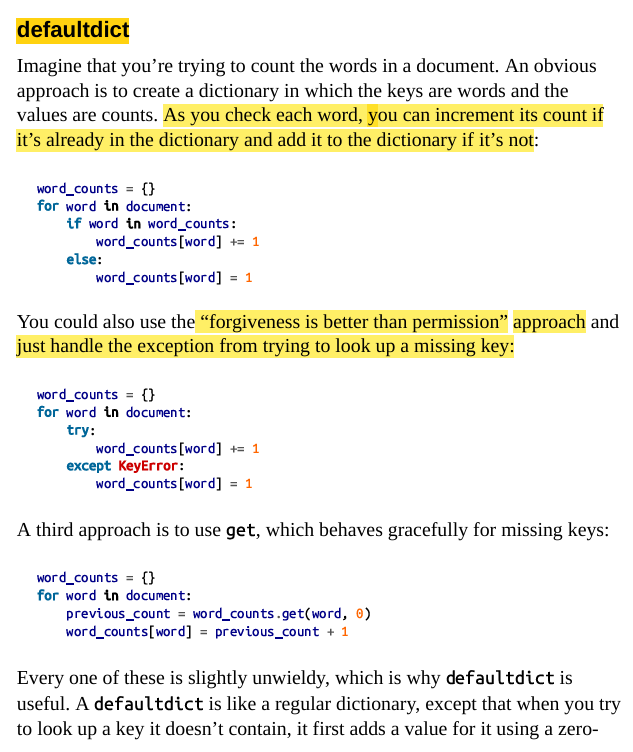 defaultdict
Imagine that you’re trying to count the words in a document. An obvious
approach is to create a dictionary in which the keys are words and the
values are counts. As you check each word, you can increment its count if
it’s already in the dictionary and add it to the dictionary if it’s not:
word_counts = {}
for word in document:
    if word in word_counts:
        word_counts[word] += 1
    else:
        word_counts[word] = 1
You could also use the “forgiveness is better than permission” approach and
just handle the exception from trying to look up a missing key:
word_counts = {}
for word in document:
    try:
        word_counts[word] += 1
    except KeyError:
        word_counts[word] = 1
A third approach is to use get, which behaves gracefully for missing keys:
word_counts = {}
for word in document:
    previous_count = word_counts.get(word, 0)
    word_counts[word] = previous_count + 1
Every one of these is slightly unwieldy, which is why defaultdict is
useful. A defaultdict is like a regular dictionary, except that when you try
to look up a key it doesn’t contain, it first adds a value for it using a zero-